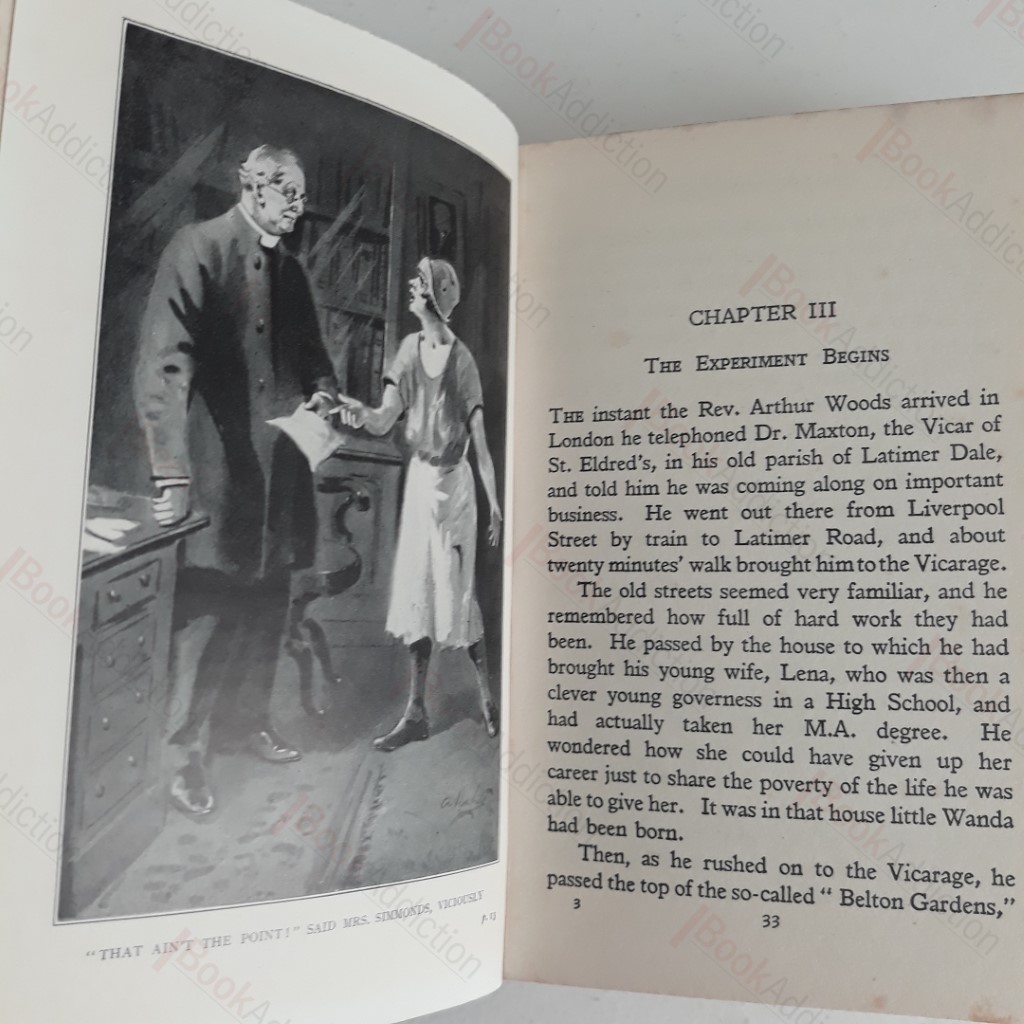 "THAT AIN'T THE POINT!" SAID MRS. SIMMONDS, VICIOUSLY
p. 13
CHAPTER III
THE EXPERIMENT BEGINS
THE instant the Rev. Arthur Woods arrived in
London he telephoned Dr. Maxton, the Vicar of
St. Eldred's, in his old parish of Latimer Dale,
and told him he was coming along on important
business. He went out there from Liverpool
Street by train to Latimer Road, and about
twenty minutes' walk brought him to the Vicarage.
The old streets seemed very familiar, and he
remembered how full of hard work they had
been. He passed by the house to which he had
brought his young wife, Lena, who was then a
clever young governess in a High School, and
had actually taken her M.A. degree. He
wondered how she could have given up her
career just to share the poverty of the life he was
able to give her. It was in that house little Wanda
had been born.
Then, as he rushed on to the Vicarage, he
passed the top of the so-called "Belton Gardens,"
3
33
BookAddiction